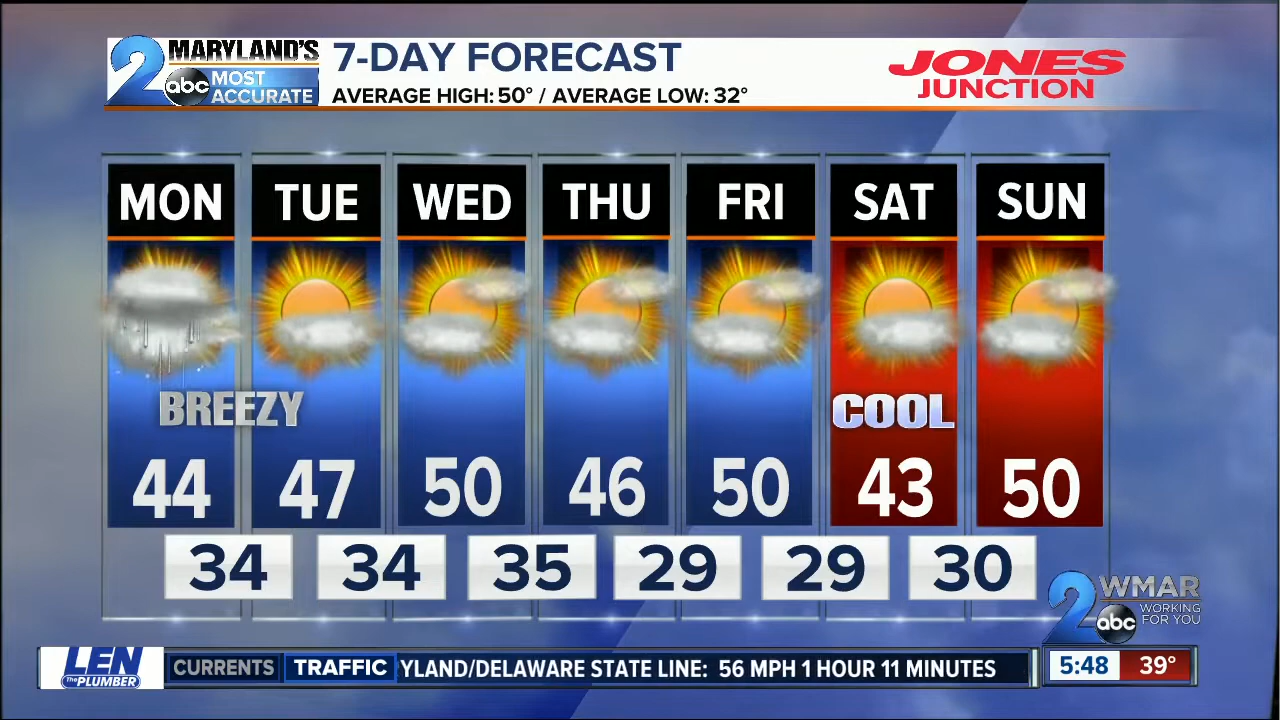 2 MARYLAND'S
abc MOST
ACCURATE
7-DAY FORECAST
AVERAGE HIGH: 50° / AVERAGE LOW: 32°
JONES
JUNCTION
MON TUE WED THU FRI SAT SUN
BREEZY COOL
44 47 50 46 50 43 50
34 34 35 29 29 30
2 WMAR
abc WORKING
FOR YOU
LEN
The PLUMBER
CURRENTS TRAFFIC YLAND/DELAWARE STATE LINE: 56 MPH 1 HOUR 11 MINUTES
5:48 39°